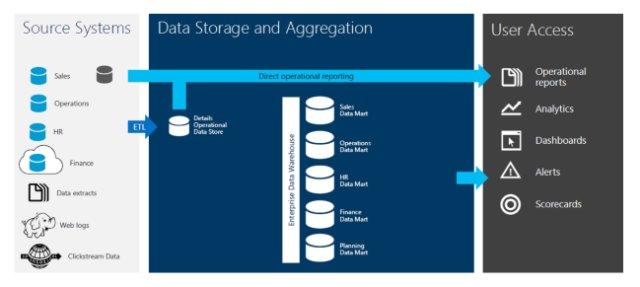 Source Systems
Sales
Operations
HR
Finance
Data extracts
Web logs
Clickstream Data
ETL
Data Storage and Aggregation
Direct operational reporting
Details
Operational
Data Store
Enterprise Data Warehouse
Sales
Data Mart
Operations
Data Mart
HR
Data Mart
Finance
Data Mart
Planning
Data Mart
User Access
Operational
reports
Analytics
Dashboards
Alerts
Scorecards